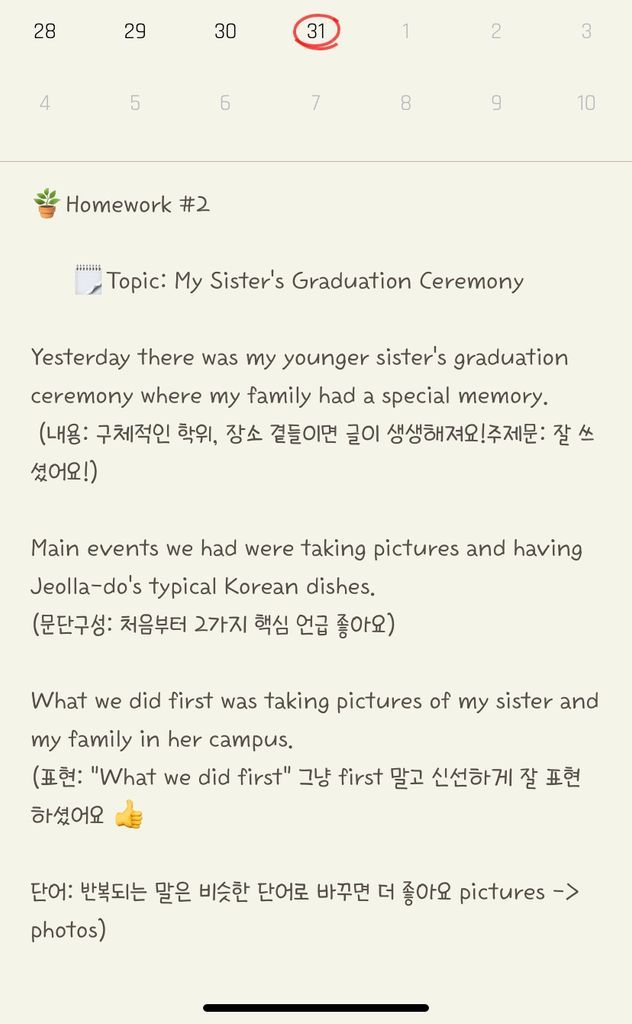 28 29 30 31 1 2 3
4 5 6 7 8 9 10
🪴 Homework #2
🗒️ Topic: My Sister's Graduation Ceremony
Yesterday there was my younger sister's graduation
ceremony where my family had a special memory.
(내용: 구체적인 학위, 장소 곁들이면 글이 생생해져요!주제문: 잘 쓰
셨어요!)
Main events we had were taking pictures and having
Jeolla-do's typical Korean dishes.
(문단구성: 처음부터 2가지 핵심 언급 좋아요)
What we did first was taking pictures of my sister and
my family in her campus.
(표현: "What we did first" 그냥 first 말고 신선하게 잘 표현
하셨어요 👍
단어: 반복되는 말은 비슷한 단어로 바꾸면 더 좋아요 pictures ->
photos)